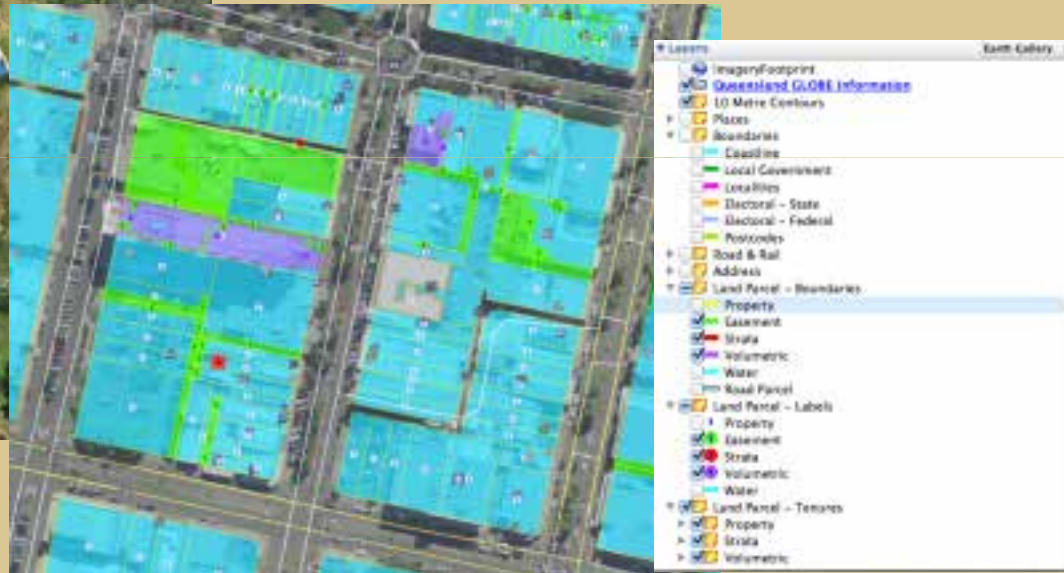 Layers Earth Gallery
ImageryFootprint
Queensland GLOBE Information
10 Metre Contours
Places
Boundaries
Coastline
Local Government
Localities
Electoral - State
Electoral - Federal
Postcodes
Road & Rail
Address
Land Parcel - Boundaries
Property
Easement
Strata
Volumetric
Water
Road Parcel
Land Parcel - Labels
Property
Easement
Strata
Volumetric
Water
Land Parcel - Tenures
Property
Strata
Volumetric